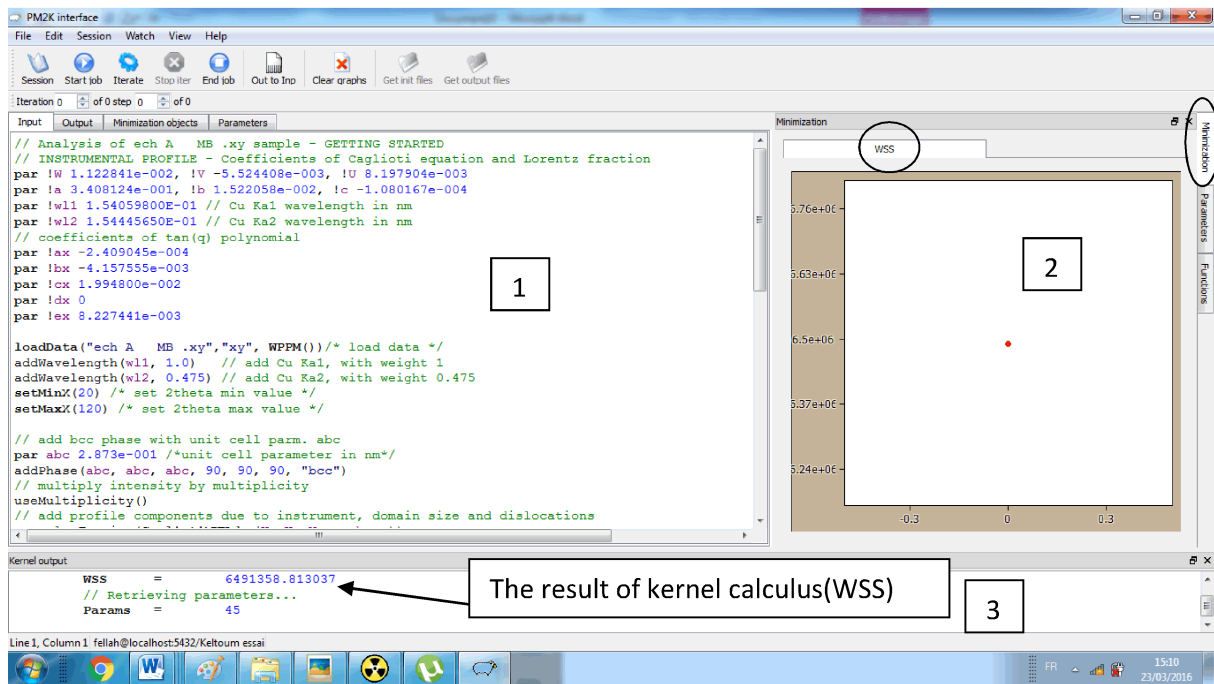 PM2K interface
File Edit Session Watch View Help
Session Start job Iterate Stop iter End job Out to Inp Clear graphs Get init files Get output files
Iteration 0 of 0 step 0 of 0
Input Output Minimization objects Parameters
// Analysis of ech A MB .xy sample - GETTING STARTED
// INSTRUMENTAL PROFILE - Coefficients of Caglioti equation and Lorentz fraction
par !W 1.122841e-002, !V -5.524408e-003, !U 8.197904e-003
par !a 3.408124e-001, !b 1.522058e-002, !c -1.080167e-004
par !wl1 1.54059800E-01 // Cu Ka1 wavelength in nm
par !wl2 1.54445650E-01 // Cu Ka2 wavelength in nm
// coefficients of tan(q) polynomial
par !ax -2.409045e-004
par !bx -4.157555e-003
par !cx 1.994800e-002
par !dx 0
par !ex 8.227441e-003
loadData("ech A MB .xy","xy", WPPM())/* load data */
addWavelength(wl1, 1.0) // add Cu Ka1, with weight 1
addWavelength(wl2, 0.475) // add Cu Ka2, with weight 0.475
setMinX(20) /* set 2theta min value */
setMaxX(120) /* set 2theta max value */
// add bcc phase with unit cell parm. abc
par abc 2.873e-001 /*unit cell parameter in nm*/
addPhase(abc, abc, abc, 90, 90, 90, "bcc")
// multiply intensity by multiplicity
useMultiplicity()
// add profile components due to instrument, domain size and dislocations
1
Minimization
WSS
6.76e+06
6.63e+06
6.5e+06
6.37e+06
6.24e+06
-0.3 0 0.3
2
Minimization
Parameters
Functions
Kernel output
WSS = 6491358.813037
// Retrieving parameters...
Params = 45
The result of kernel calculus(WSS)
3
Line 1, Column 1 fellah@localhost:5432/Keltoum essai
FR
15:10
23/03/2016